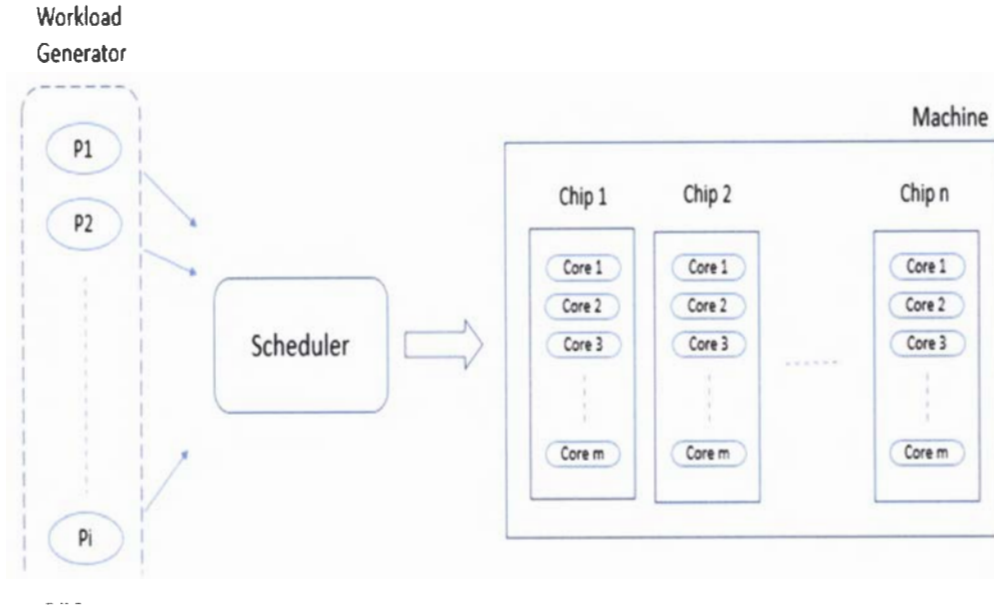 Workload
Generator
P1
P2
Pi
Scheduler
Machine
Chip 1
Chip 2
Chip n
Core 1
Core 2
Core 3
Core m
Core 1
Core 2
Core 3
Core m
Core 1
Core 2
Core 3
Core m